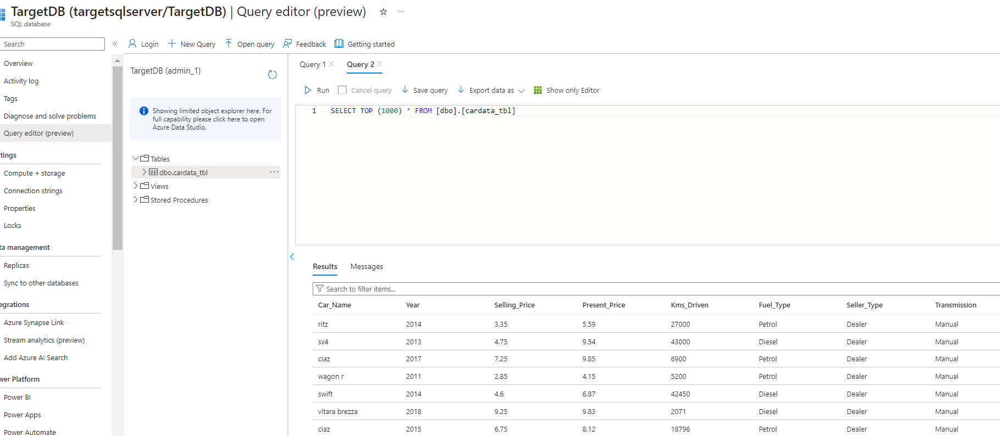 TargetDB (targetsqlserver/TargetDB) | Query editor (preview) ☆ ...
SQL database
Search «
Login New Query Open query Feedback Getting started
Overview
Activity log
Tags
Diagnose and solve problems
Query editor (preview)
ttings
Compute + storage
Connection strings
Properties
Locks
ta management
Replicas
Sync to other databases
egrations
Azure Synapse Link
Stream analytics (preview)
Add Azure AI Search
wer Platform
Power BI
Power Apps
Power Automate
TargetDB (admin_1)
Showing limited object explorer here. For
full capability please click here to open
Azure Data Studio.
Tables
dbo.cardata_tbl ...
Views
Stored Procedures
Query 1 Query 2
Run Cancel query Save query Export data as Show only Editor
1 SELECT TOP (1000) * FROM [dbo].[cardata_tbl]
Results Messages
Search to filter items...
Car_Name Year Selling_Price Present_Price Kms_Driven Fuel_Type Seller_Type Transmission
ritz 2014 3.35 5.59 27000 Petrol Dealer Manual
sx4 2013 4.75 9.54 43000 Diesel Dealer Manual
ciaz 2017 7.25 9.85 6900 Petrol Dealer Manual
wagon r 2011 2.85 4.15 5200 Petrol Dealer Manual
swift 2014 4.6 6.87 42450 Diesel Dealer Manual
vitara brezza 2018 9.25 9.83 2071 Diesel Dealer Manual
ciaz 2015 6.75 8.12 18796 Petrol Dealer Manual